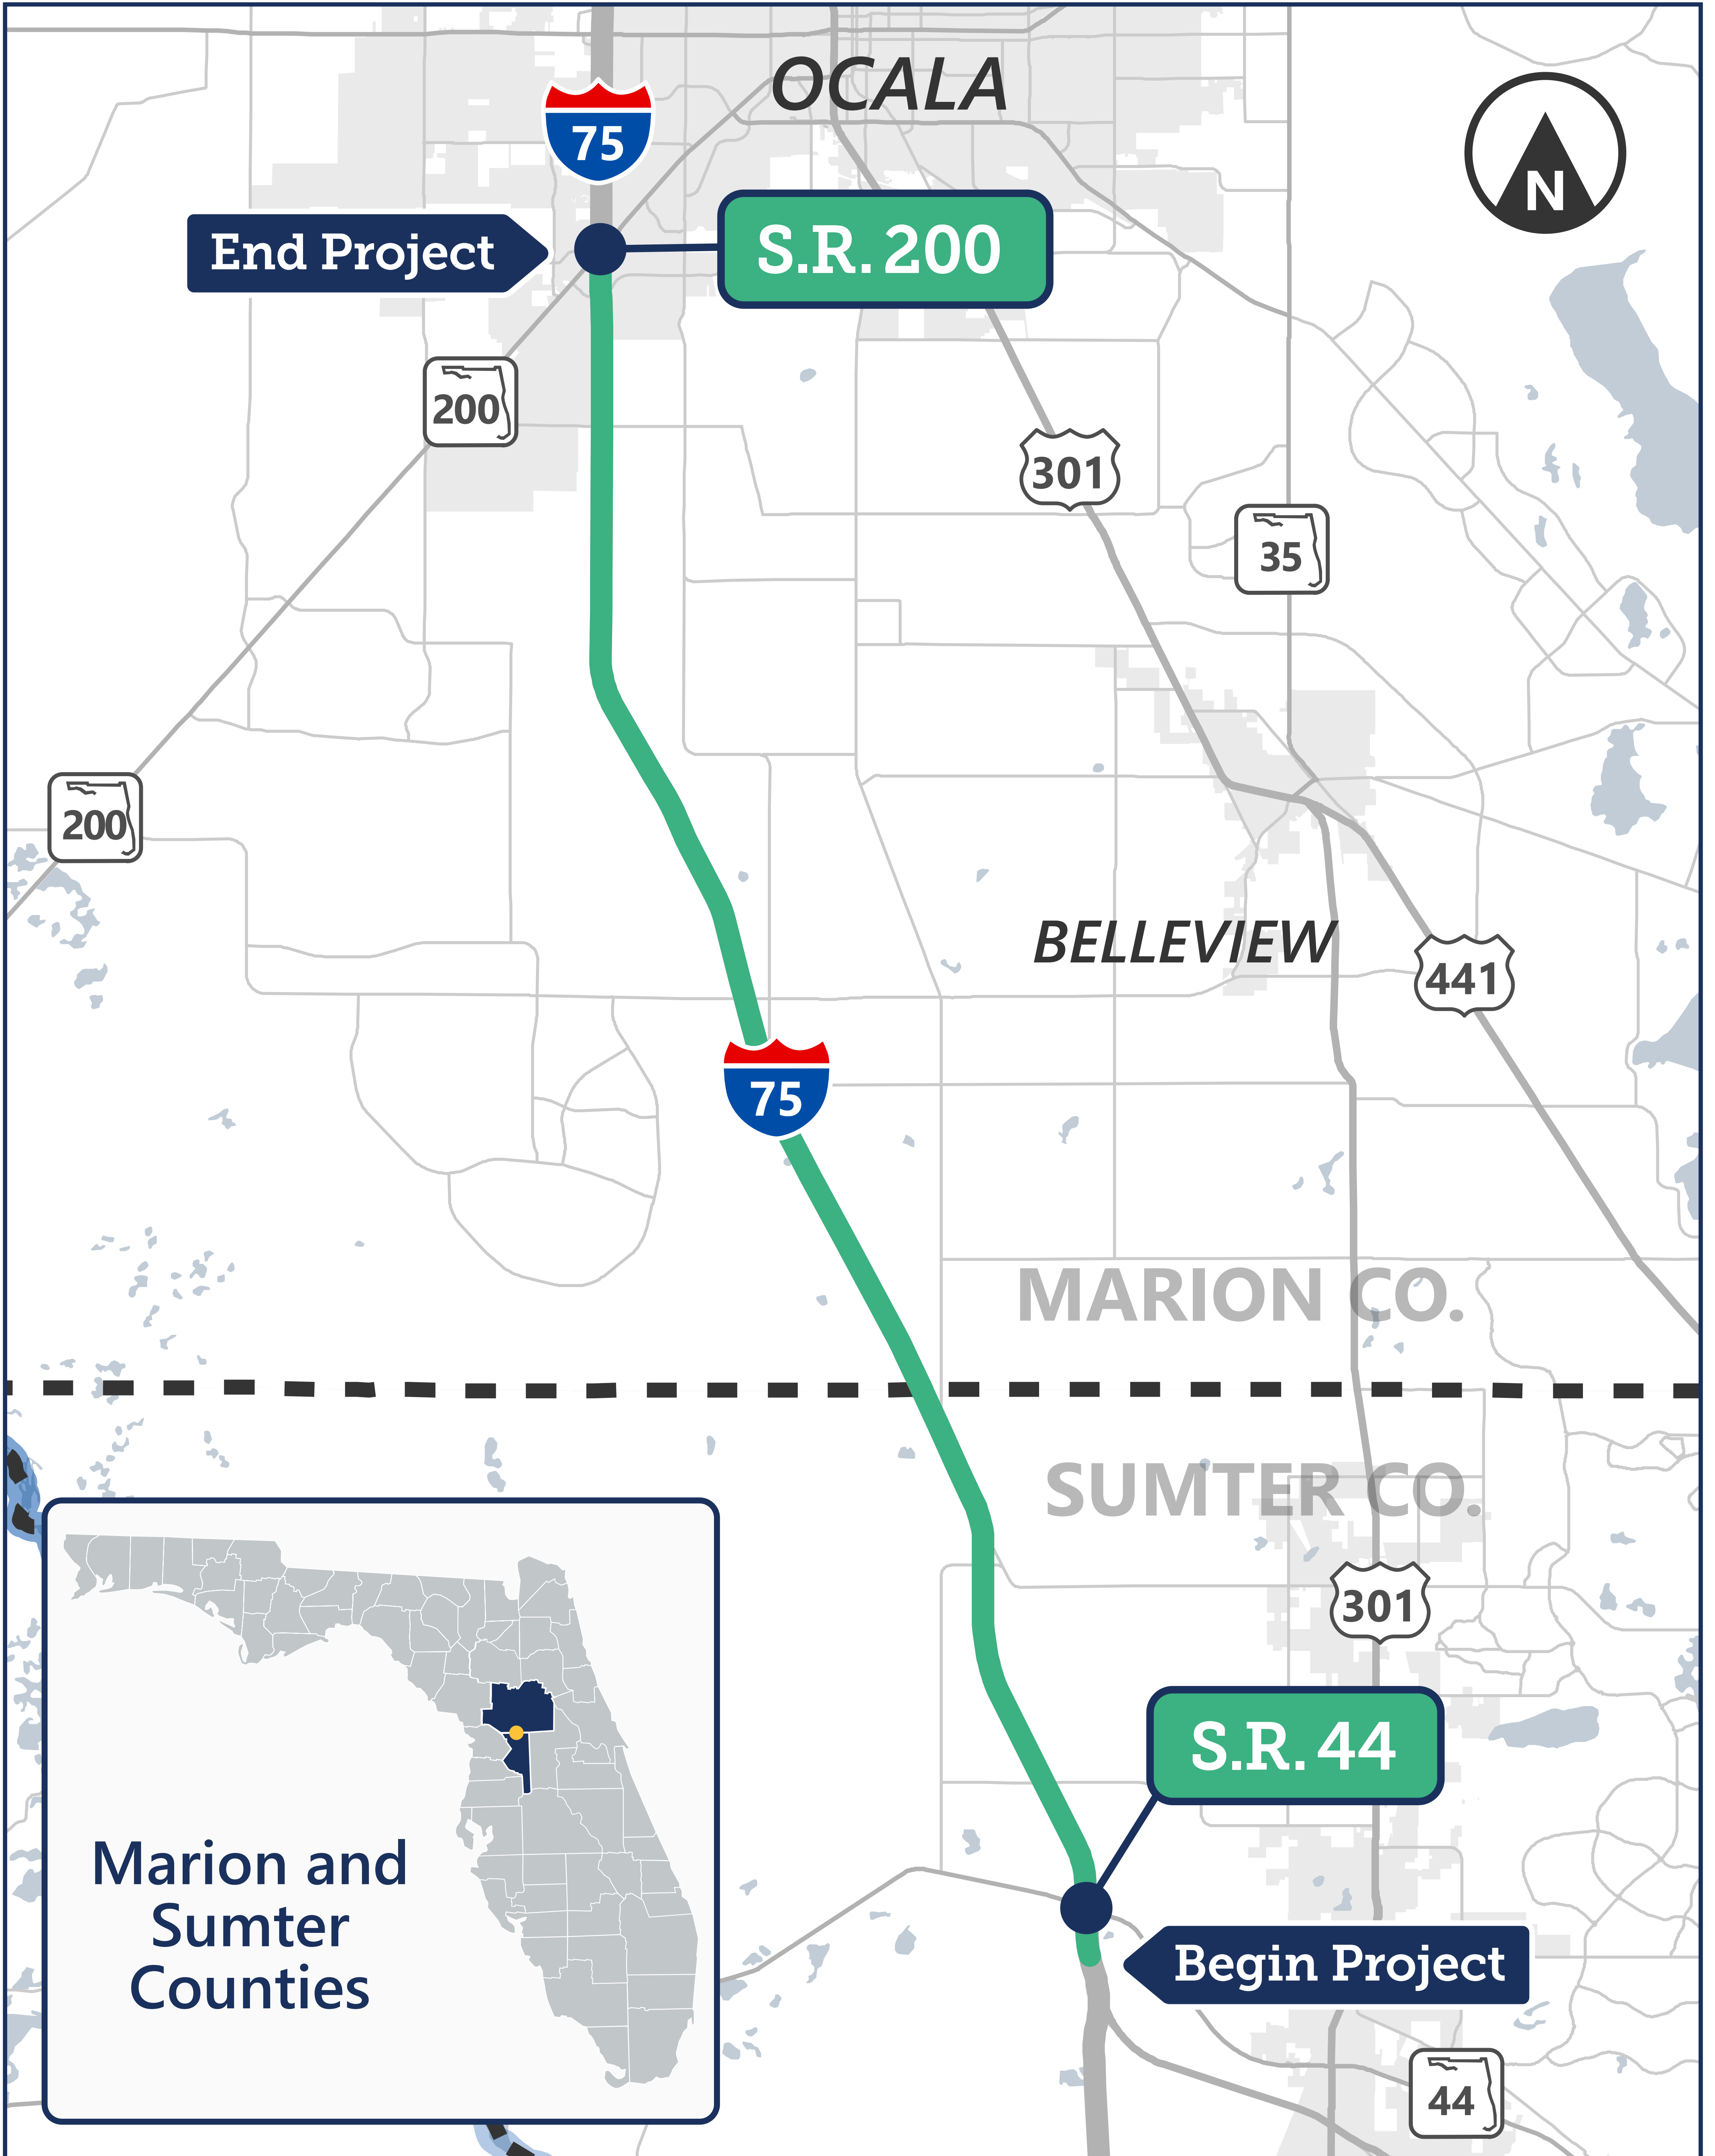 OCALA
75
N
End Project
S.R. 200
200
301
35
200
BELLEVIEW
441
75
MARION CO.
SUMTER CO.
301
S.R. 44
Marion and
Sumter
Counties
Begin Project
44